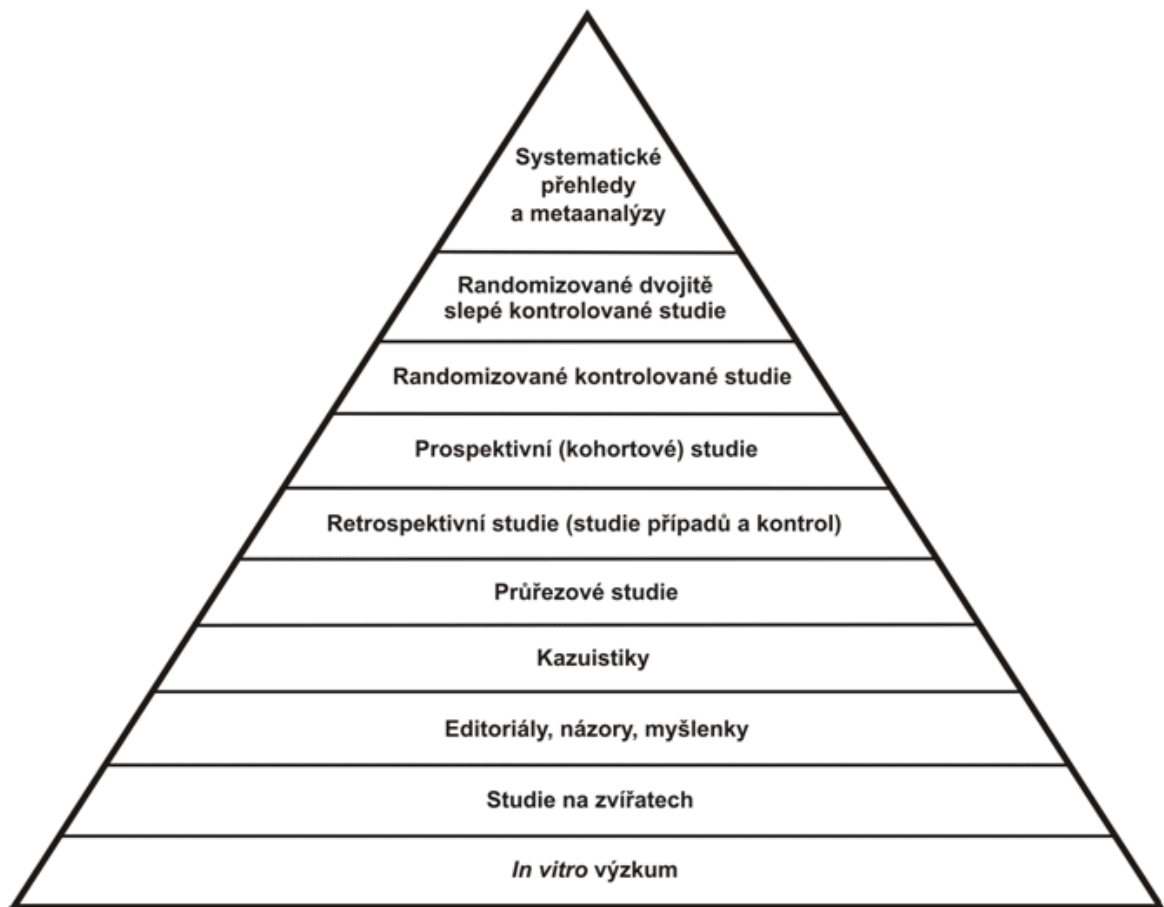 Systematické
přehledy
a metaanalýzy
Randomizované dvojitě
slepé kontrolované studie
Randomizované kontrolované studie
Prospektivní (kohortové) studie
Retrospektivní studie (studie případů a kontrol)
Průřezové studie
Kazuistiky
Editoriály, názory, myšlenky
Studie na zvířatech
In vitro výzkum